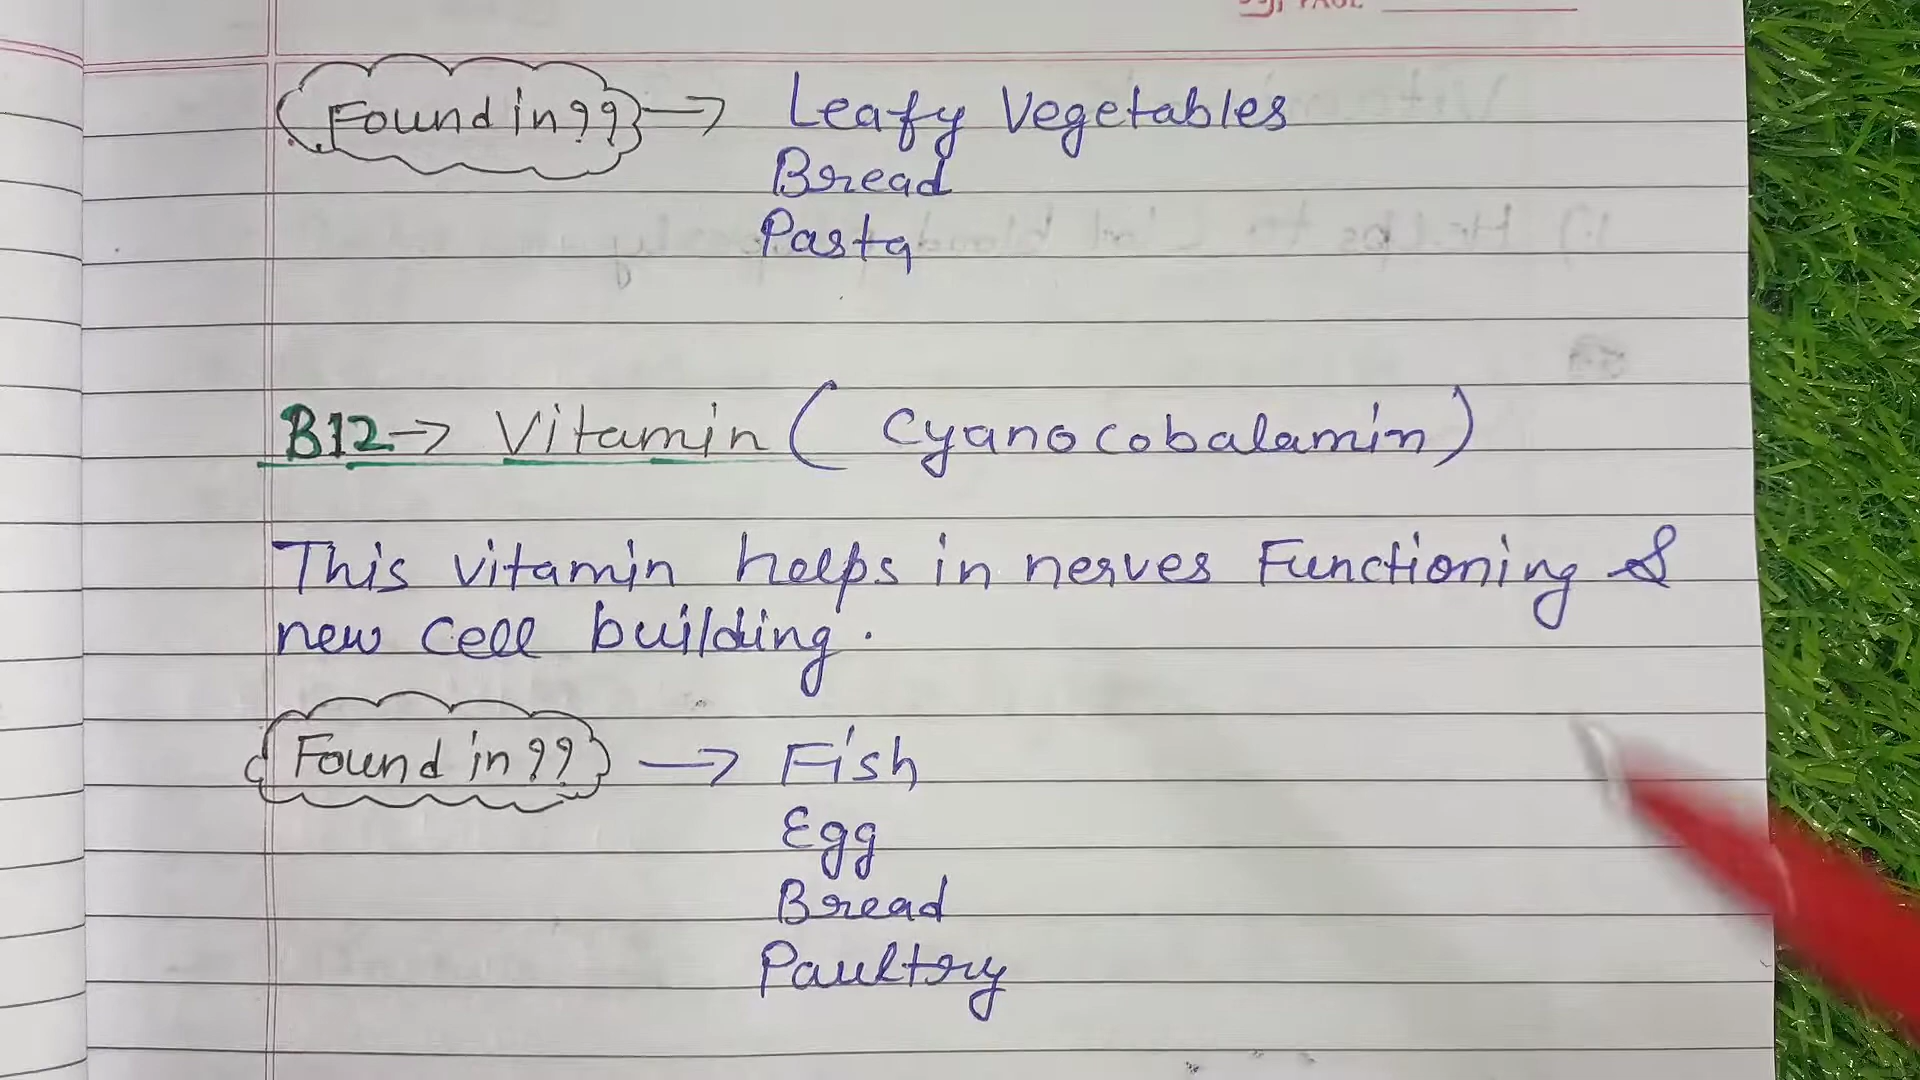 PAGE
Found in ?? → Leafy Vegetables
Bread
Pasta
B12 → Vitamin ( Cyanocobalamin )
This vitamin helps in nerves Functioning &
new cell building.
Found in ?? → Fish
Egg
Bread
Paultry